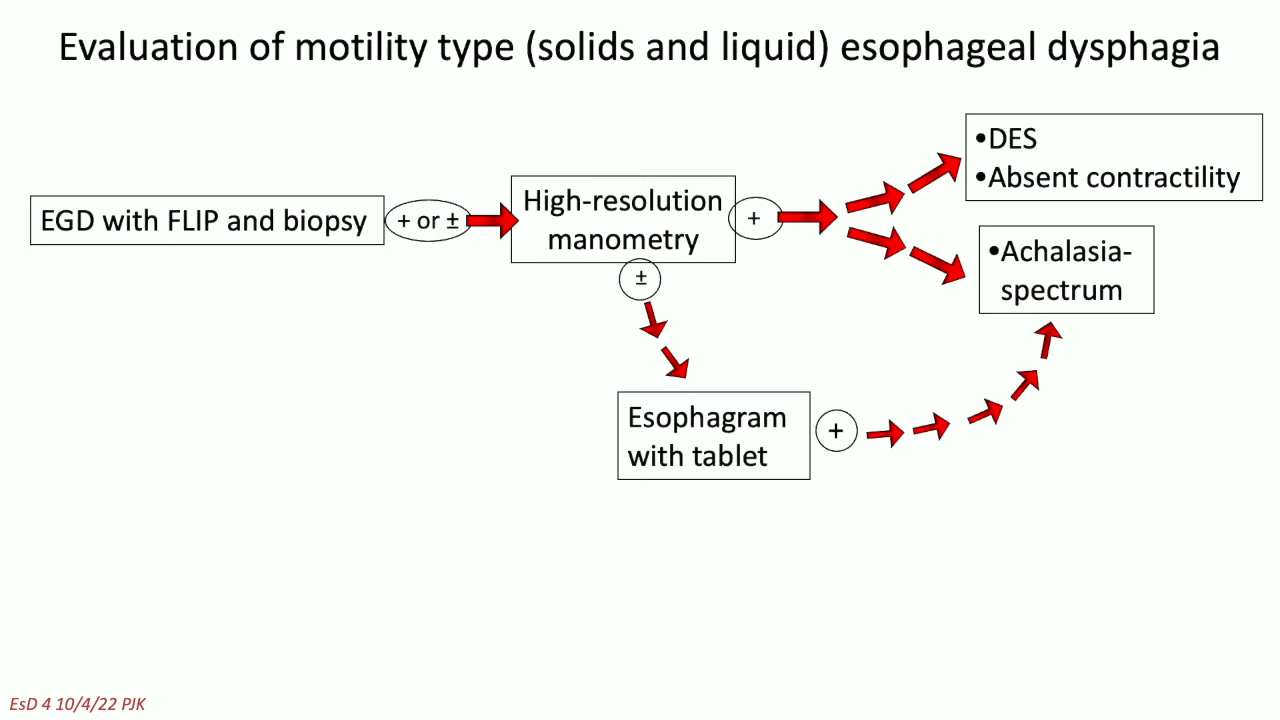 Evaluation of motility type (solids and liquid) esophageal dysphagia
EGD with FLIP and biopsy
+ or ±
High-resolution
manometry
+
•DES
•Absent contractility
•Achalasia-
spectrum
±
Esophagram
with tablet
+
EsD 4 10/4/22 PJK